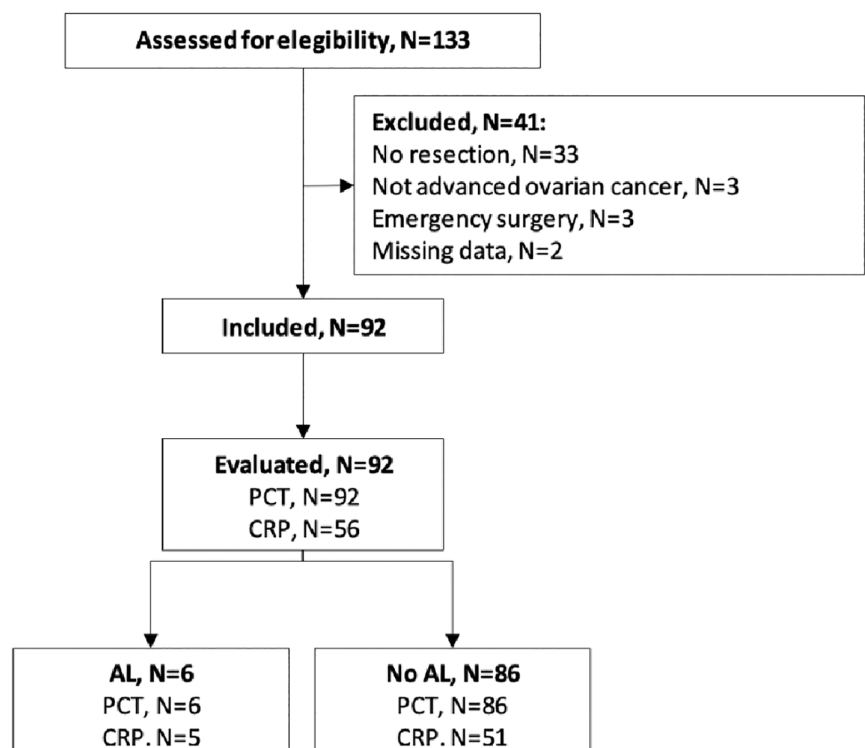 Assessed for elegibility, N=133
Excluded, N=41:
No resection, N=33
Not advanced ovarian cancer, N=3
Emergency surgery, N=3
Missing data, N=2
Included, N=92
Evaluated, N=92
PCT, N=92
CRP, N=56
AL, N=6
PCT, N=6
CRP. N=5
No AL, N=86
PCT, N=86
CRP. N=51